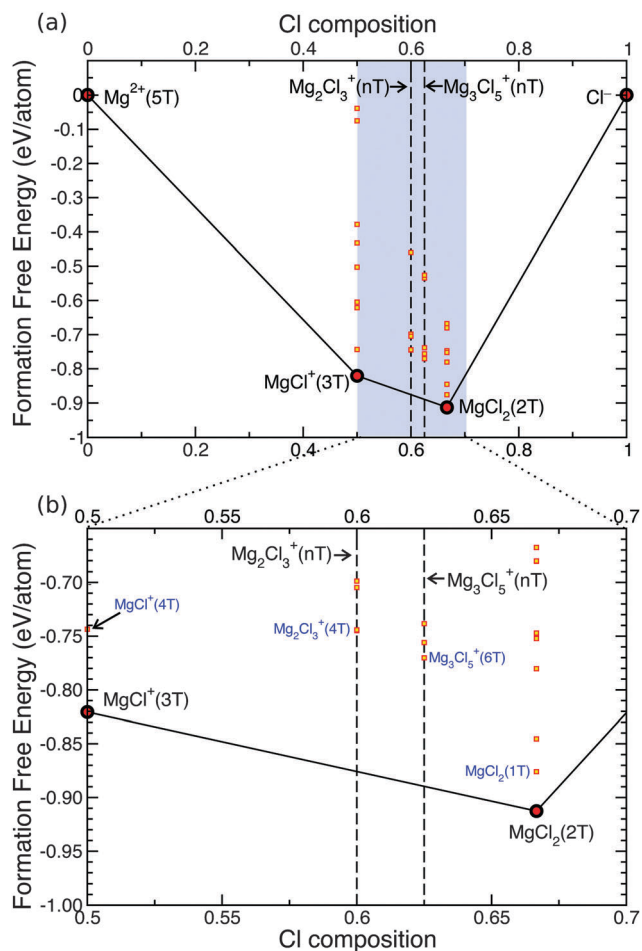 (a)
Cl composition
0 0.2 0.4 0.6 0.8 1
Mg²⁺(5T)
Mg₂Cl₃⁺(nT)
Mg₃Cl₅⁺(nT)
Cl⁻
Formation Free Energy (eV/atom)
0
-0.1
-0.2
-0.3
-0.4
-0.5
-0.6
-0.7
-0.8
-0.9
-1
MgCl⁺(3T)
MgCl₂(2T)
0 0.2 0.4 0.6 0.8 1
(b)
0.5 0.55 0.6 0.65 0.7
Formation Free Energy (eV/atom)
-0.70
-0.75
-0.80
-0.85
-0.90
-0.95
-1.00
Mg₂Cl₃⁺(nT)
Mg₃Cl₅⁺(nT)
MgCl⁺(4T)
Mg₂Cl₃⁺(4T)
Mg₃Cl₅⁺(6T)
MgCl⁺(3T)
MgCl₂(1T)
MgCl₂(2T)
0.5 0.55 0.6 0.65 0.7
Cl composition